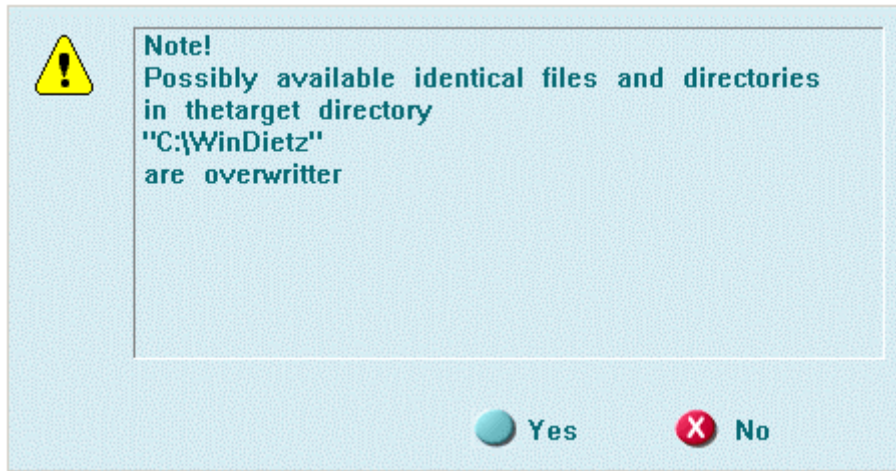 Note!
Possibly available identical files and directories
in thetarget directory
"C:\WinDietz"
are overwritter
Yes
No